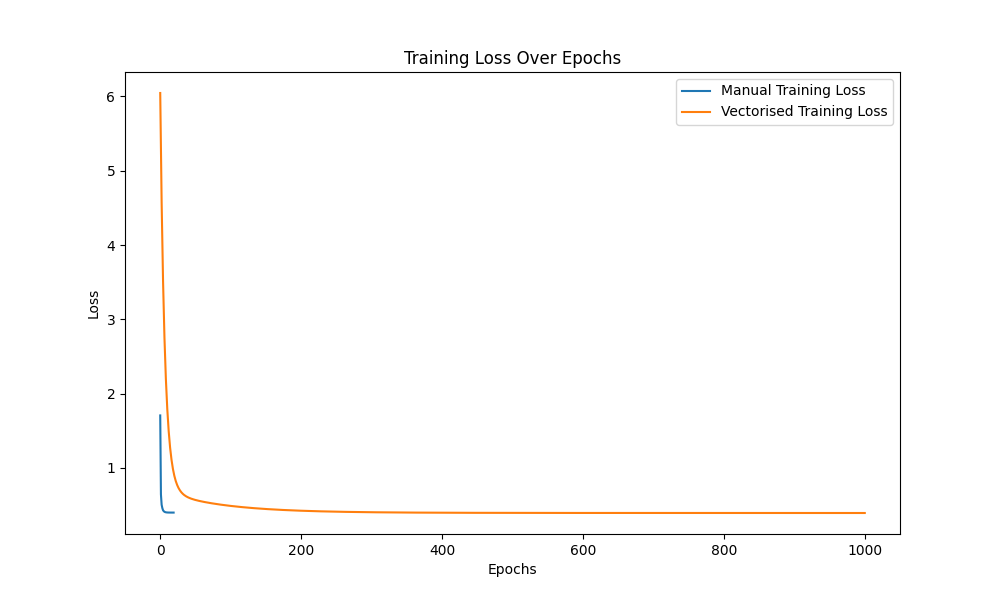 Training Loss Over Epochs
Manual Training Loss
Vectorised Training Loss
6
5
4
3
2
1
Loss
0 200 400 600 800 1000
Epochs